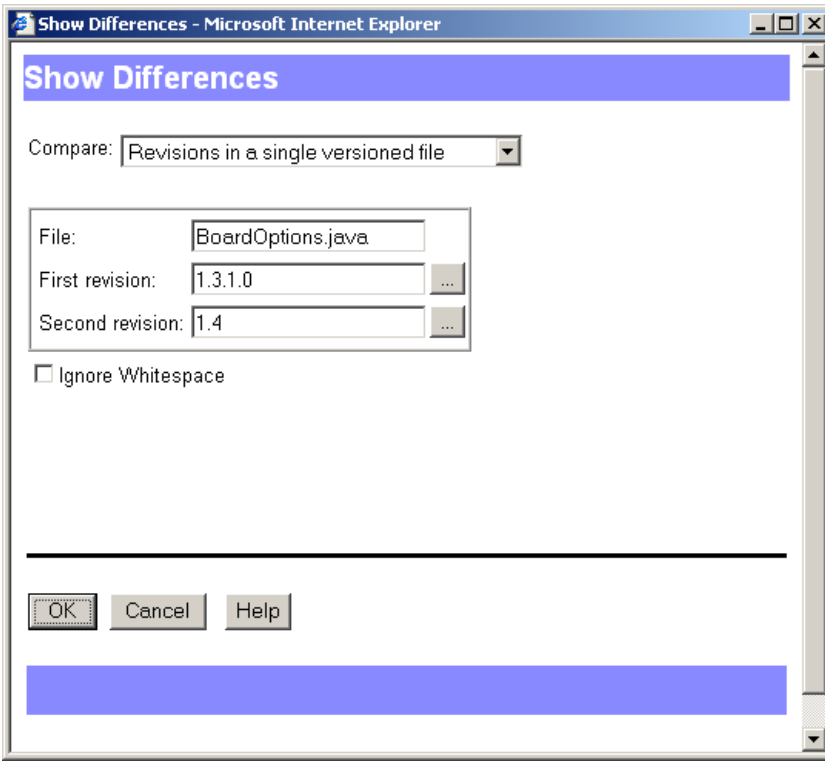 Show Differences - Microsoft Internet Explorer
Show Differences
Compare: Revisions in a single versioned file
File: BoardOptions.java
First revision: 1.3.1.0 ...
Second revision: 1.4 ...
Ignore Whitespace
OK Cancel Help